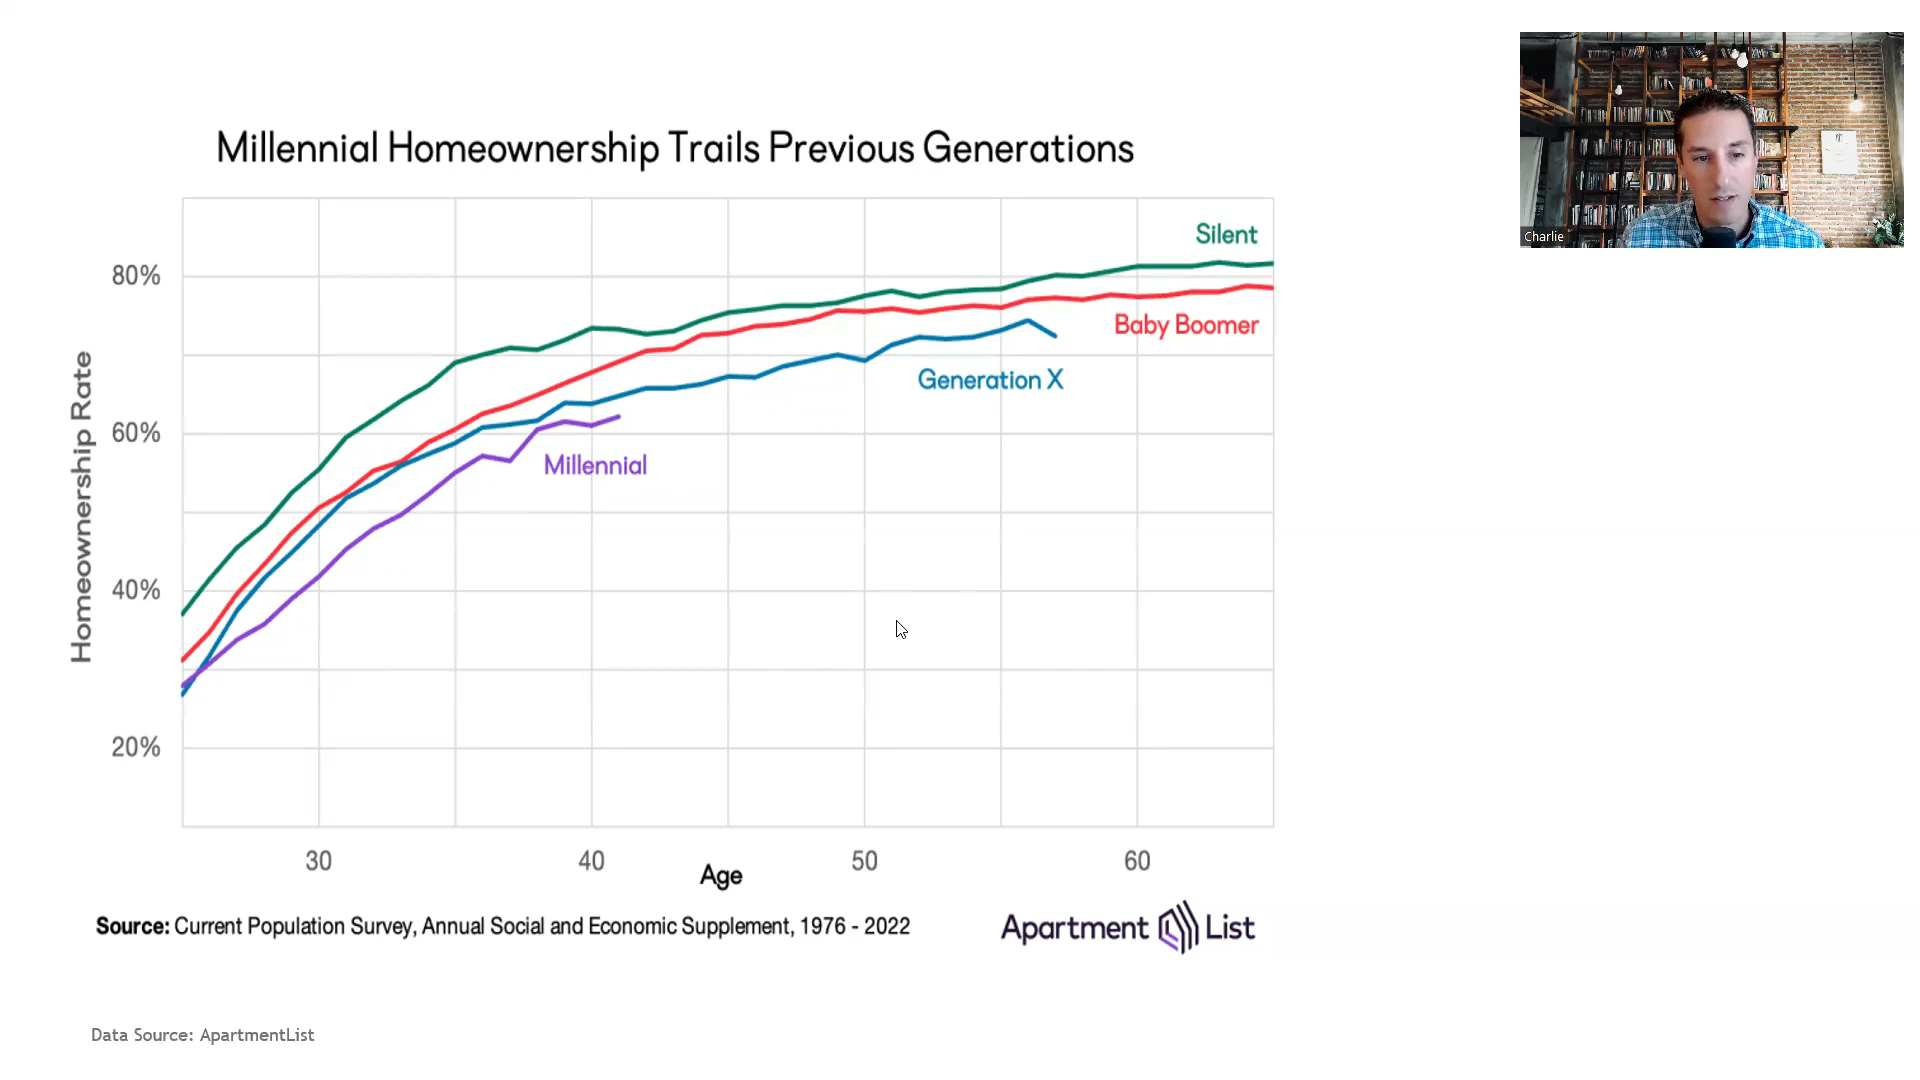 Millennial Homeownership Trails Previous Generations
Charlie
Silent
80%
Baby Boomer
Generation X
60%
Millennial
Homeownership Rate
40%
20%
30
40
50
60
Age
Source: Current Population Survey, Annual Social and Economic Supplement, 1976 - 2022
Apartment List
Data Source: ApartmentList